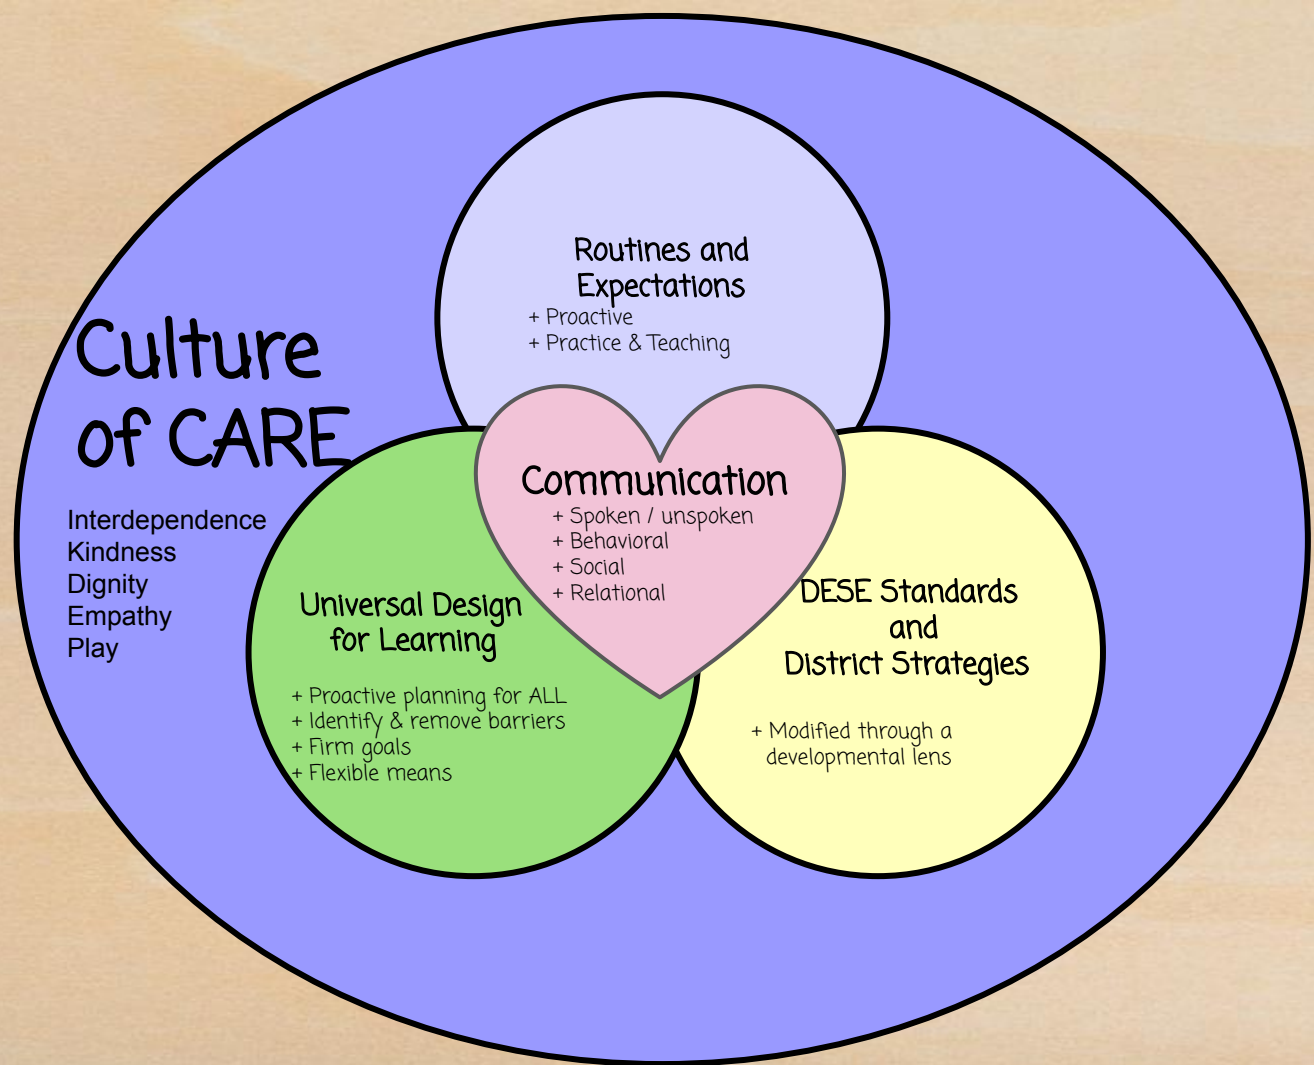 Culture
of CARE
Interdependence
Kindness
Dignity
Empathy
Play
Routines and
Expectations
+ Proactive
+ Practice & Teaching
Communication
+ Spoken / unspoken
+ Behavioral
+ Social
+ Relational
Universal Design
for Learning
+ Proactive planning for ALL
+ Identify & remove barriers
+ Firm goals
+ Flexible means
DESE Standards
and
District Strategies
+ Modified through a
developmental lens